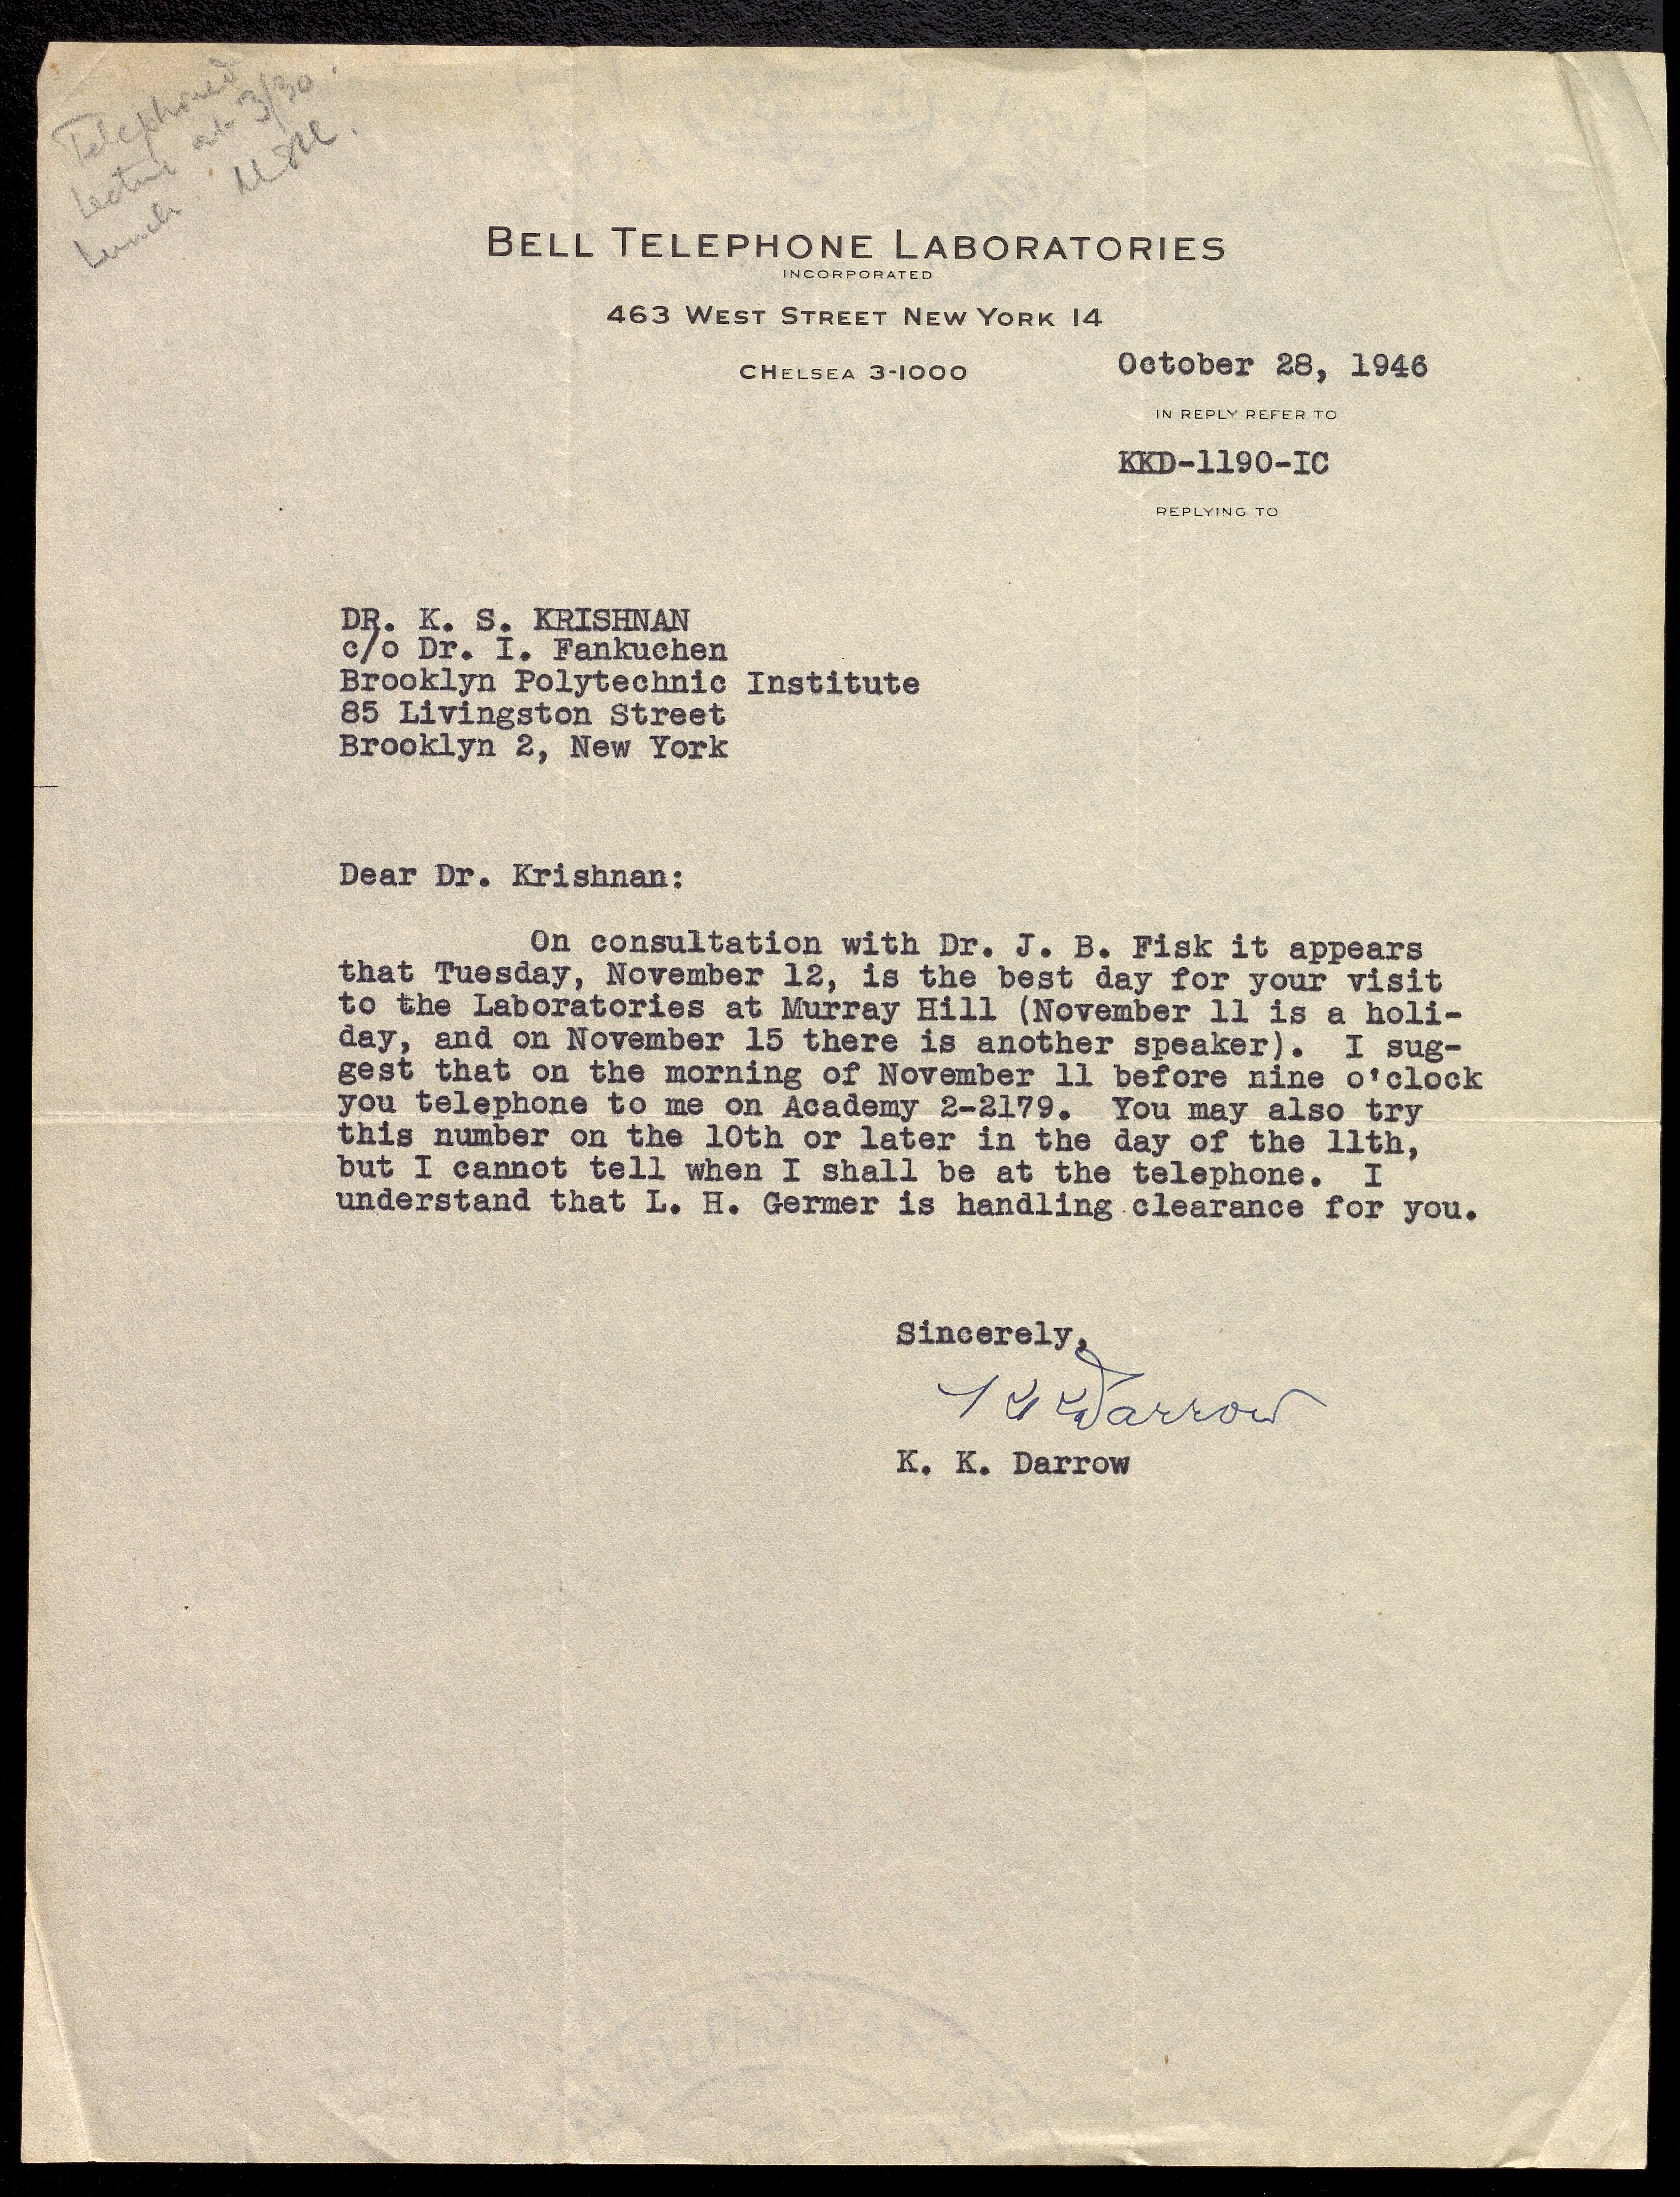 Telephoned
Lecture at 3/30.
Lunch.
BELL TELEPHONE LABORATORIES
INCORPORATED
463 WEST STREET NEW YORK 14
CHELSEA 3-1000
October 28, 1946
IN REPLY REFER TO
KKD-1190-IC
REPLYING TO
DR. K. S. KRISHNAN
c/o Dr. I. Fankuchen
Brooklyn Polytechnic Institute
85 Livingston Street
Brooklyn 2, New York
Dear Dr. Krishnan:
On consultation with Dr. J. B. Fisk it appears
that Tuesday, November 12, is the best day for your visit
to the Laboratories at Murray Hill (November 11 is a holi-
day, and on November 15 there is another speaker). I sug-
gest that on the morning of November 11 before nine o'clock
you telephone to me on Academy 2-2179. You may also try
this number on the 10th or later in the day of the 11th,
but I cannot tell when I shall be at the telephone. I
understand that L. H. Germer is handling clearance for you.
Sincerely,
K K Darrow
K. K. Darrow